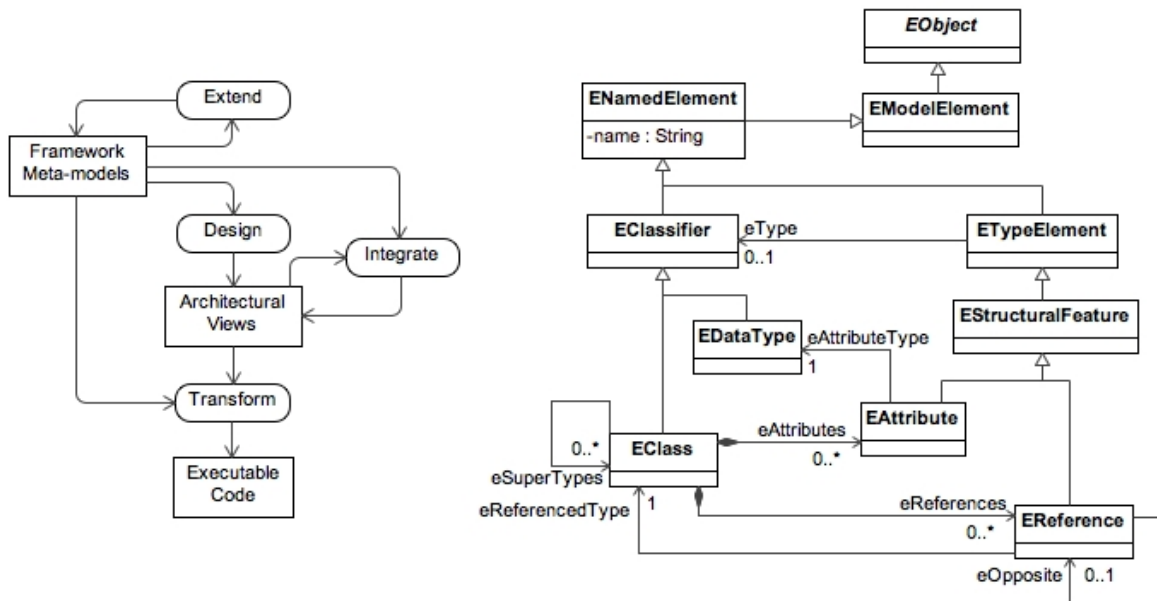 Extend
Framework
Meta-models
Design
Integrate
Architectural
Views
Transform
Executable
Code
EObject
ENamedElement
-name : String
EModelElement
EClassifier
eType
0..1
ETypeElement
EStructuralFeature
EDataType
eAttributeType
1
EAttribute
eAttributes
0..*
EClass
0..*
eSuperTypes
eReferencedType
1
eReferences
0..*
EReference
eOpposite
0..1